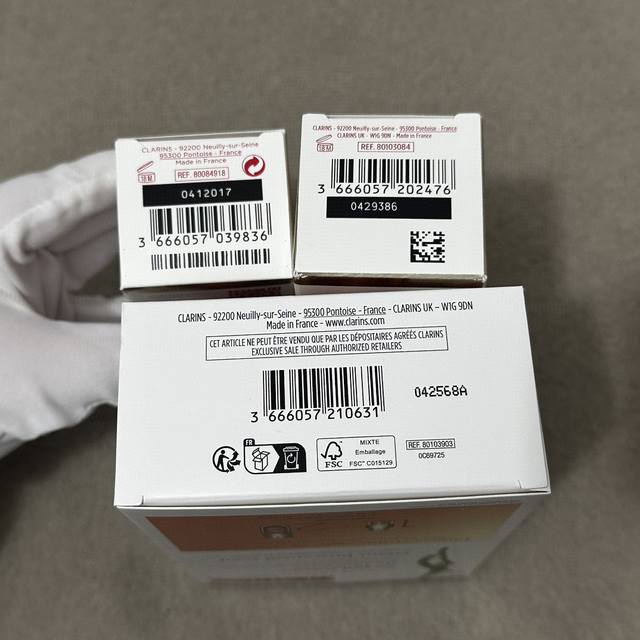 CLARINS - 92200 Neuilly-sur-Seine
95300 Pontoise - France
Made in France
18 M
REF. 80084918
0412017
3 666057 039836
CLARINS - 92200 Neuilly-sur-Seine - 95300 Pontoise - France
CLARINS UK - W1G 9DN - Made in France
18 M
REF. 80103084
3 666057 202476
0429386
CLARINS - 92200 Neuilly-sur-Seine - 95300 Pontoise - France - CLARINS UK – W1G 9DN
Made in France - www.clarins.com
CET ARTICLE NE PEUT ÊTRE VENDU QUE PAR LES DÉPOSITAIRES AGRÉÉS CLARINS
EXCLUSIVE SALE THROUGH AUTHORIZED RETAILERS
3 666057 210631
042568A
FR
FSC
MIXTE
Emballage
FSC™ C015129
REF. 80103903
0C69725